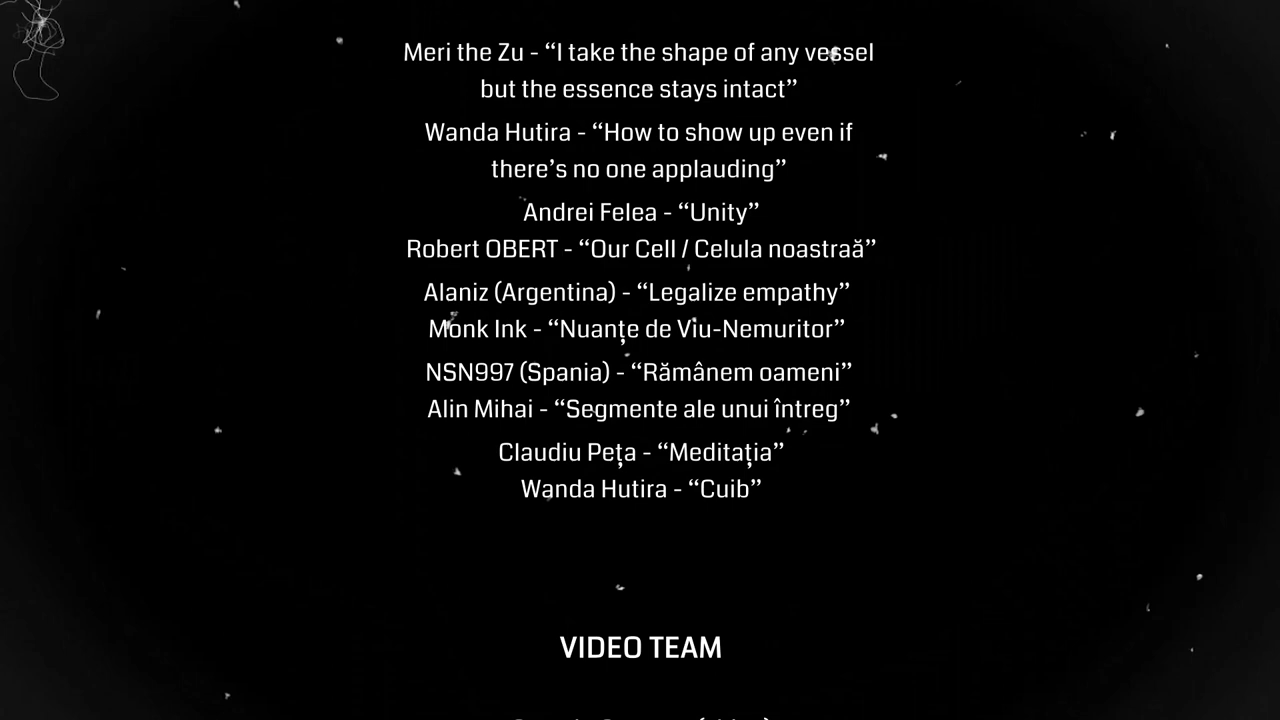 Meri the Zu - “I take the shape of any vessel
but the essence stays intact”
Wanda Hutira - “How to show up even if
there’s no one applauding”
Andrei Felea - “Unity”
Robert OBERT - “Our Cell / Celula noastraă”
Alaniz (Argentina) - “Legalize empathy”
Monk Ink - “Nuanțe de Viu-Nemuritor”
NSN997 (Spania) - “Rămânem oameni”
Alin Mihai - “Segmente ale unui întreg”
Claudiu Peța - “Meditația”
Wanda Hutira - “Cuib”
VIDEO TEAM